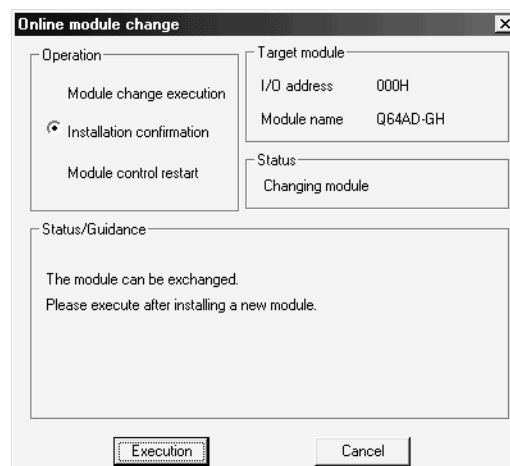 Online module change
Operation
Module change execution
Installation confirmation
Module control restart
Target module
I/O address 000H
Module name Q64AD-GH
Status
Changing module
Status/Guidance
The module can be exchanged.
Please execute after installing a new module.
Execution Cancel